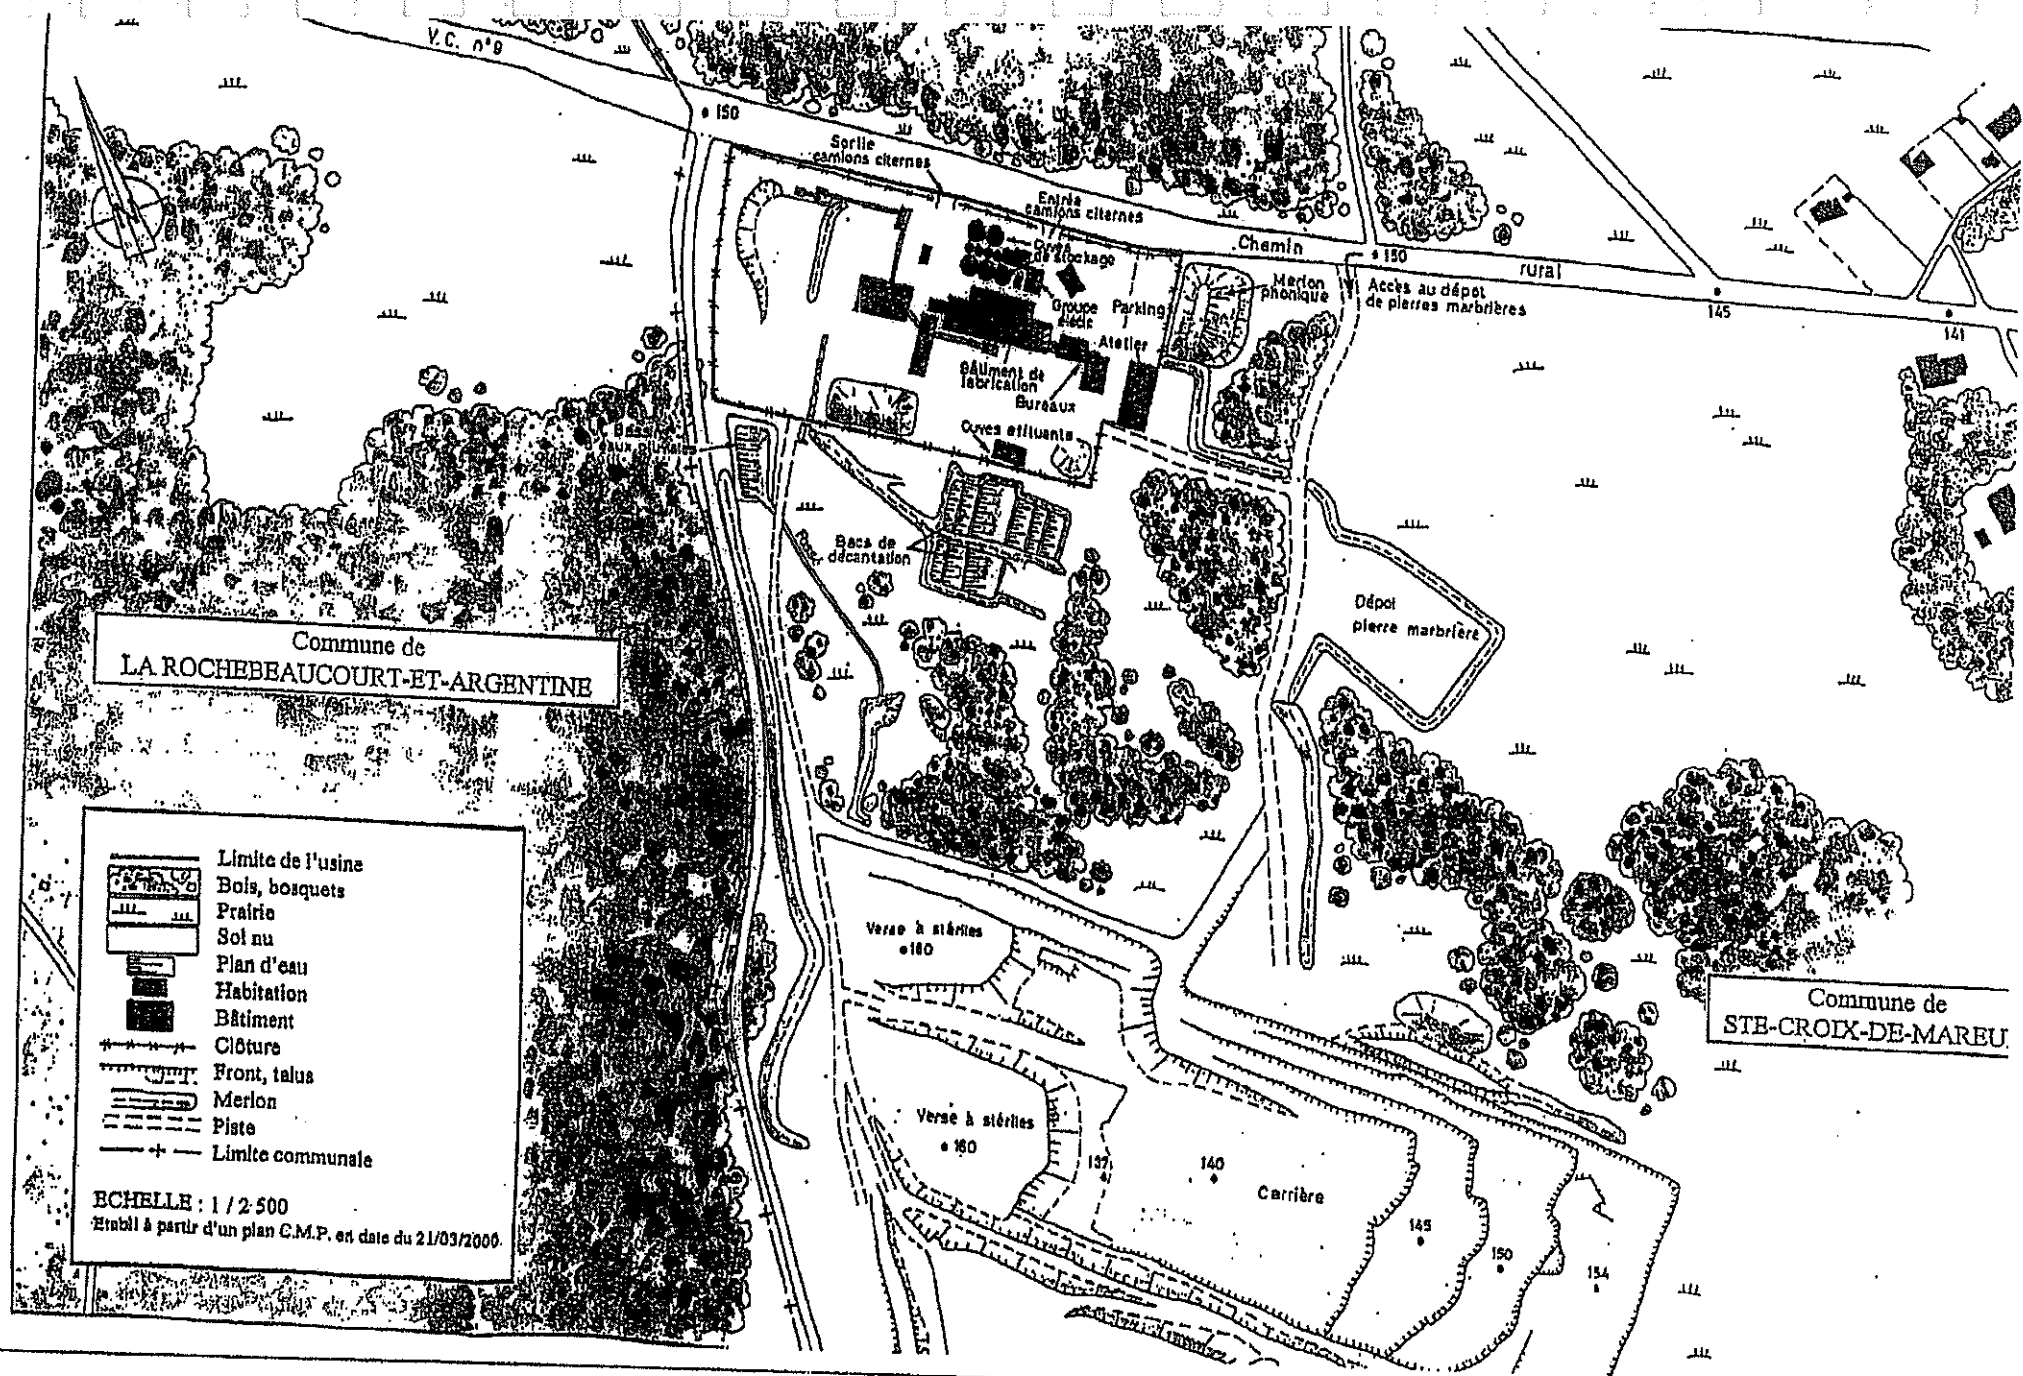 V.C. n°9
150
Sortie
camions citernes
Entrée
camions citernes
Cuves
de stockage
Chemin
rural
150
Accès au dépôt
de pierres marbrières
145
141
Merlon
phonique
Groupe
Parking
Atelier
Bâtiment de
fabrication
Bureaux
Cuves effluents
Bacs de
décantation
Dépôt
pierre marbrière
Commune de
LA ROCHEBEAUCOURT-ET-ARGENTINE
Limite de l'usine
Bois, bosquets
Prairie
Sol nu
Plan d'eau
Habitation
Bâtiment
Clôture
Front, talus
Merlon
Piste
Limite communale
ECHELLE : 1 / 2 500
Etabli à partir d'un plan C.M.P. en date du 21/03/2000.
Verse à stériles
160
Verse à stériles
160
137
140
Carrière
145
150
154
Commune de
STE-CROIX-DE-MAREU